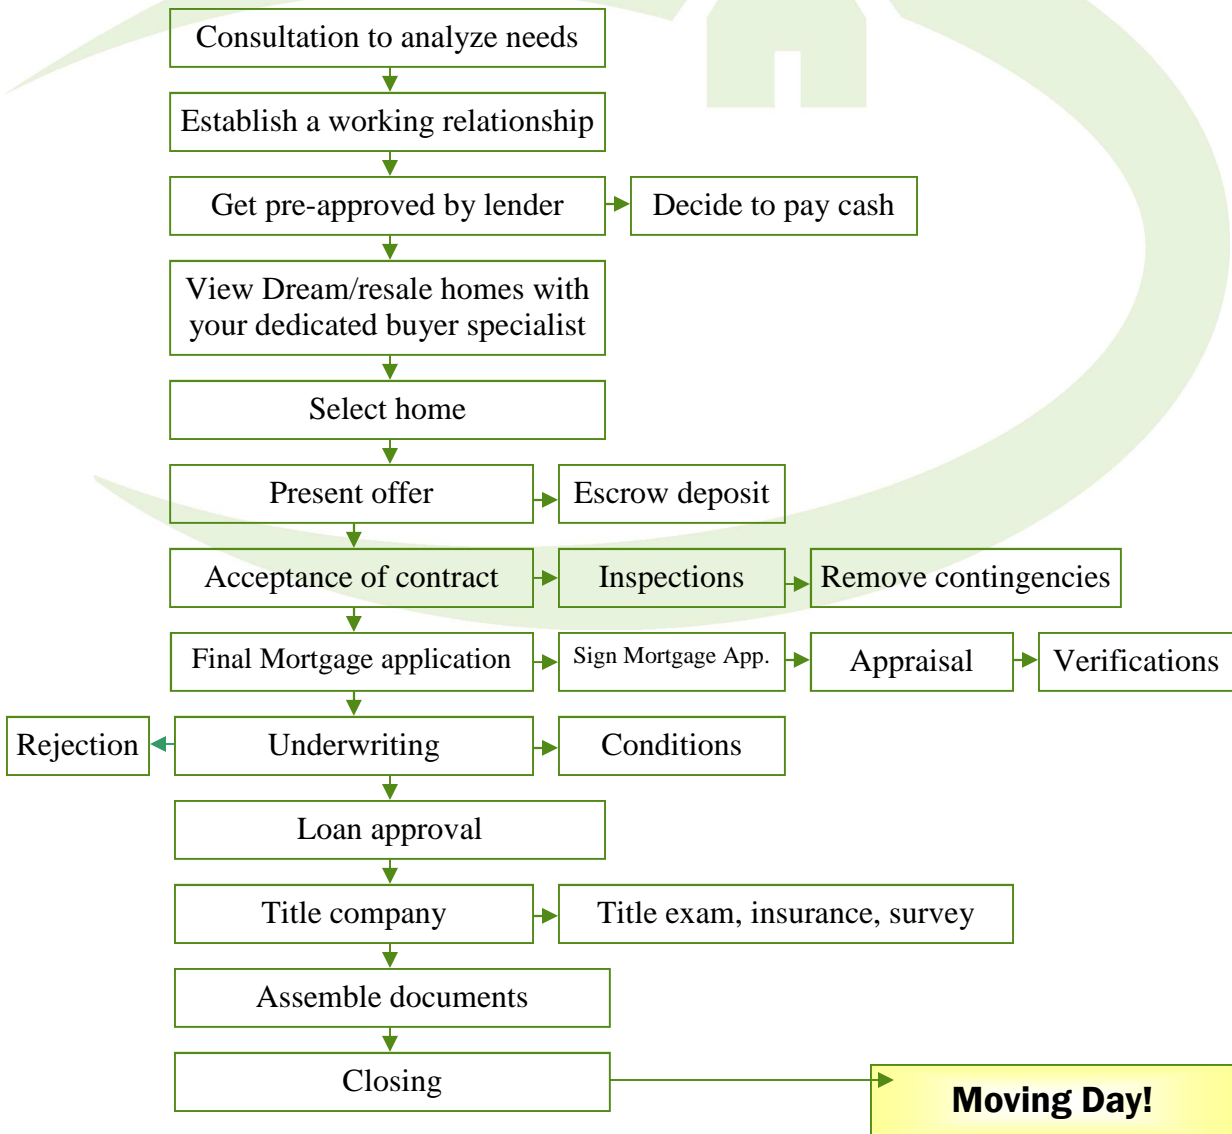 Consultation to analyze needs
Establish a working relationship
Get pre-approved by lender
Decide to pay cash
View Dream/resale homes with
your dedicated buyer specialist
Select home
Present offer
Escrow deposit
Acceptance of contract
Inspections
Remove contingencies
Final Mortgage application
Sign Mortgage App.
Appraisal
Verifications
Rejection
Underwriting
Conditions
Loan approval
Title company
Title exam, insurance, survey
Assemble documents
Closing
Moving Day!